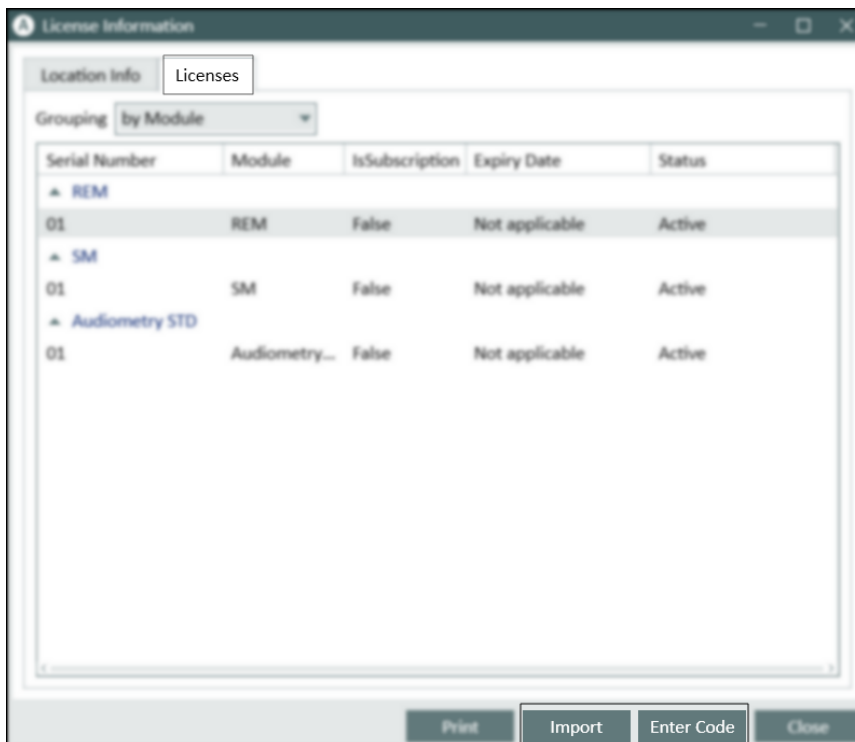 A License Information
Location Info Licenses
Grouping by Module
Serial Number Module IsSubscription Expiry Date Status
REM
01 REM False Not applicable Active
SM
01 SM False Not applicable Active
Audiometry STD
01 Audiometry... False Not applicable Active
Print Import Enter Code Close